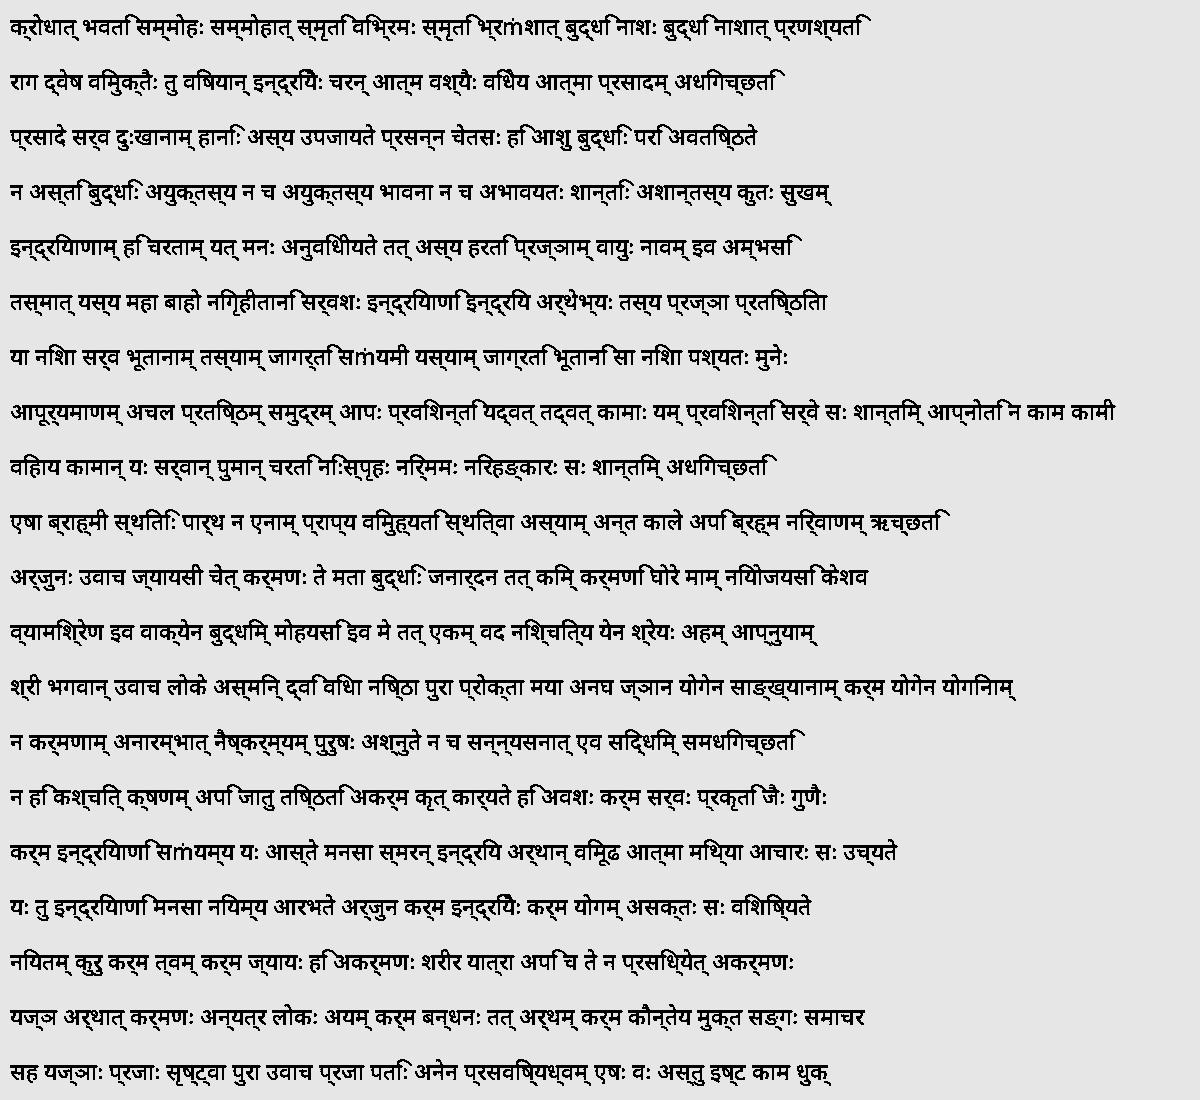 क्रोधात् भवति सम्मोहः सम्मोहात् स्मृति विभ्रिमः स्मृति भ्रṁशात् बुद्धि नाशः बुद्धि नाशात् प्रणश्यति
राग द्वेष विमुक्तैः तु विषयान् इन्द्रियैः चरन् आत्म वश्यैः विधेय आत्मा प्रसादम् अधिगच्छति
प्रसादे सर्व दुःखानाम् हानिः अस्य उपजायते प्रसन्न चेतसः हि आशु बुद्धिः परि अवतिष्ठते
न अस्ति बुद्धिः अयुक्तस्य न च अयुक्तस्य भावना न च अभावयतः शान्तिः अशान्तस्य कुतः सुखम्
इन्द्रियाणाम् हि चरताम् यत् मनः अनुविधीयते तत् अस्य हरति प्रज्ञाम् वायुः नावम् इव अम्भसि
तस्मात् यस्य महा बाहो निगृहीतानि सर्वशः इन्द्रियाणि इन्द्रिय अर्थेभ्यः तस्य प्रज्ञा प्रतिष्ठिता
या निशा सर्व भूतानाम् तस्याम् जागर्ति सṁयमी यस्याम् जाग्रति भूतानि सा निशा पश्यतः मुनेः
आपूर्यमाणम् अचल प्रतिष्ठम् समुद्रम् आपः प्रविशन्ति यद्वत् तद्वत् कामाः यम् प्रविशन्ति सर्वे सः शान्तिम् आप्नोति न काम कामी
विहाय कामान् यः सर्वान् पुमान् चरति निःस्पृहः निर्ममः निरहङ्कारः सः शान्तिम् अधिगच्छति
एषा ब्राह्मी स्थितिः पार्थ न एनाम् प्राप्य विमुह्यति स्थित्वा अस्याम् अन्त काले अपि ब्रह्म निर्वाणम् ऋच्छति
अर्जुनः उवाच ज्यायसी चेत् कर्मणः ते मता बुद्धिः जनार्दन तत् किम् कर्मणि घोरे माम् नियोजयसि केशव
व्यामिश्रेण इव वाक्येन बुद्धिम् मोहयसि इव मे तत् एकम् वद निश्चित्य येन श्रेयः अहम् आप्नुयाम्
श्री भगवान् उवाच लोके अस्मिन् द्वि विधा निष्ठा पुरा प्रोक्ता मया अनघ ज्ञान योगेन साङ्ख्यानाम् कर्म योगेन योगिनाम्
न कर्मणाम् अनारम्भात् नैष्कर्म्यम् पुरुषः अश्नुते न च सन्न्यसनात् एव सिद्धिम् समधिगच्छति
न हि कश्चित् क्षणम् अपि जातु तिष्ठति अकर्म कृत् कार्यते हि अवशः कर्म सर्वः प्रकृति जैः गुणैः
कर्म इन्द्रियाणि सṁयम्य यः आस्ते मनसा स्मरन् इन्द्रिय अर्थान् विमूढ आत्मा मिथ्या आचारः सः उच्यते
यः तु इन्द्रियाणि मनसा नियम्य आरभते अर्जुन कर्म इन्द्रियैः कर्म योगम् असक्तः सः विशिष्यते
नियतम् कुरु कर्म त्वम् कर्म ज्यायः हि अकर्मणः शरीर यात्रा अपि च ते न प्रसिध्येत् अकर्मणः
यज्ञ अर्थात् कर्मणः अन्यत्र लोकः अयम् कर्म बन्धनः तत् अर्थम् कर्म कौन्तेय मुक्त सङ्गः समाचर
सह यज्ञाः प्रजाः सृष्ट्वा पुरा उवाच प्रजा पतिः अनेन प्रसविष्यध्वम् एषः वः अस्तु इष्ट काम धुक्